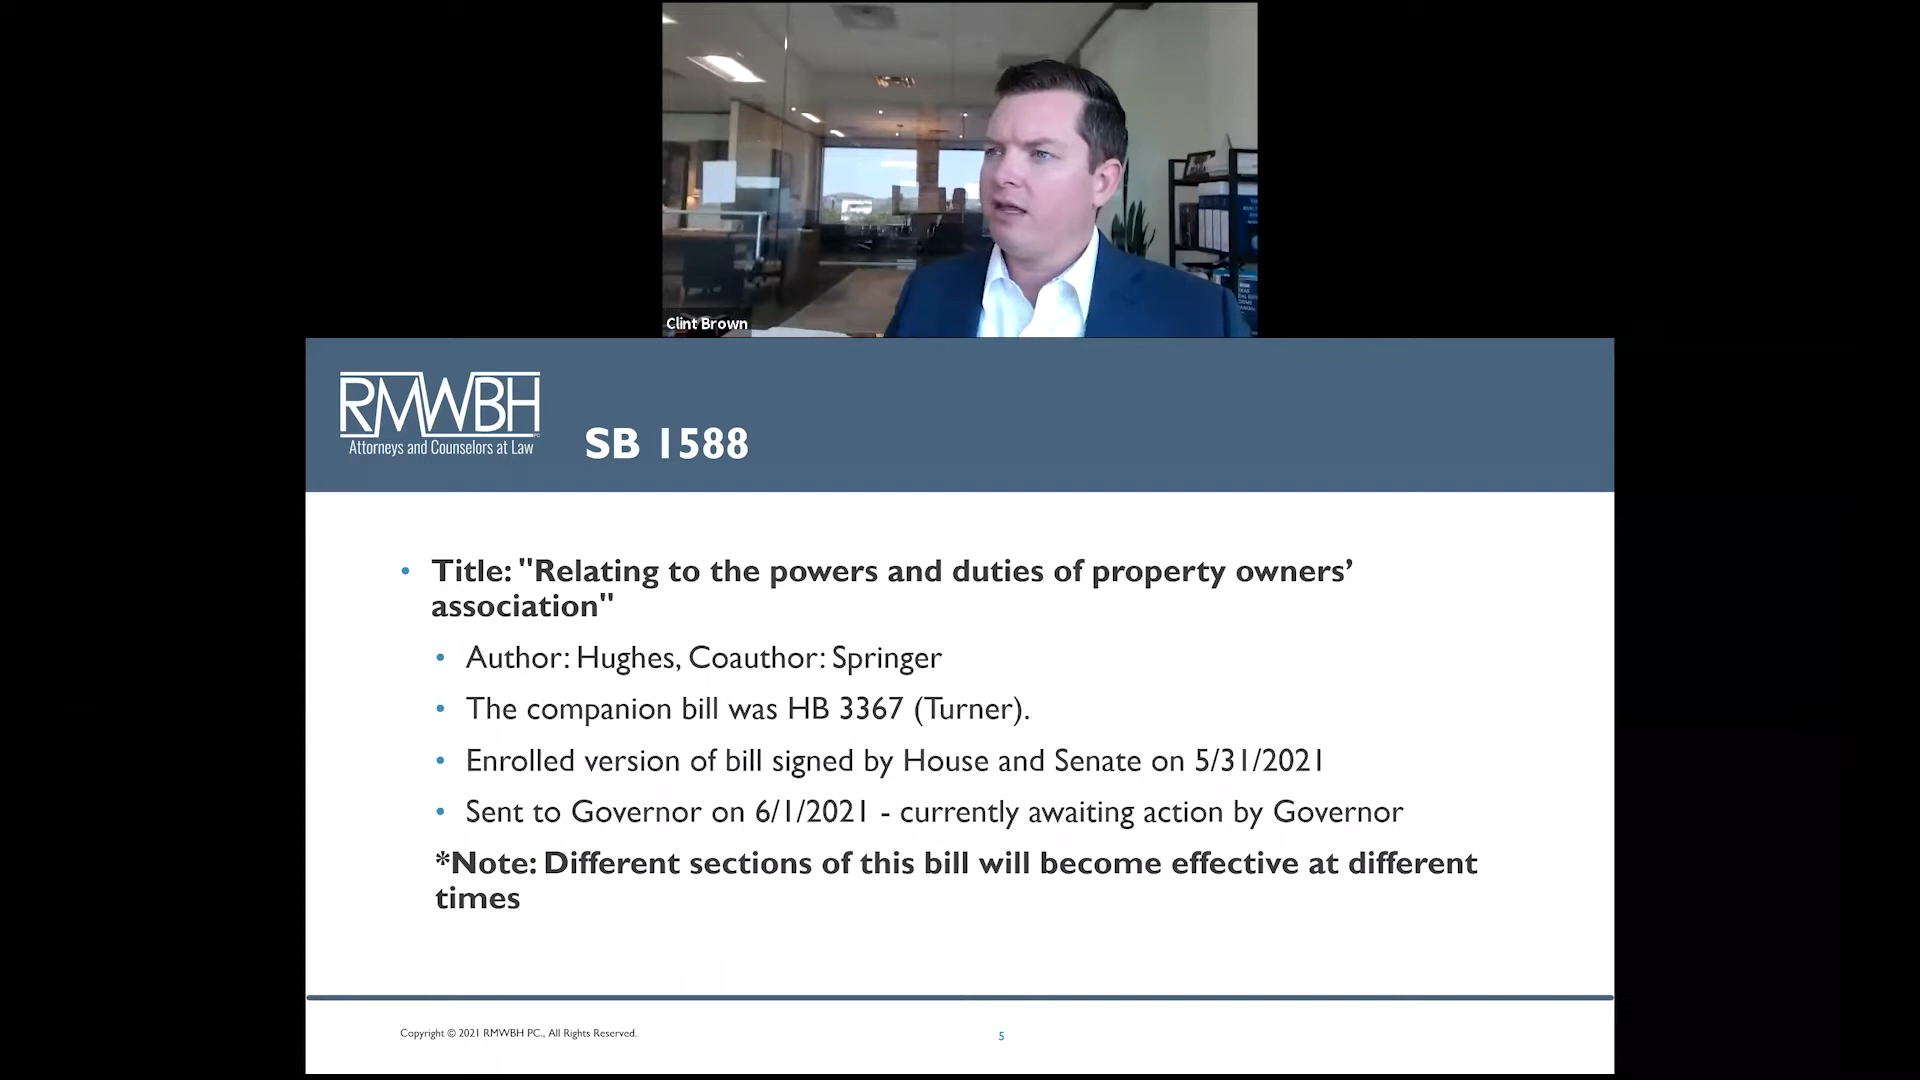 Clint Brown
RMWBH
PC
Attorneys and Counselors at Law
SB 1588
• Title: "Relating to the powers and duties of property owners’
association"
• Author: Hughes, Coauthor: Springer
• The companion bill was HB 3367 (Turner).
• Enrolled version of bill signed by House and Senate on 5/31/2021
• Sent to Governor on 6/1/2021 - currently awaiting action by Governor
*Note: Different sections of this bill will become effective at different
times
Copyright © 2021 RMWBH PC., All Rights Reserved.
5